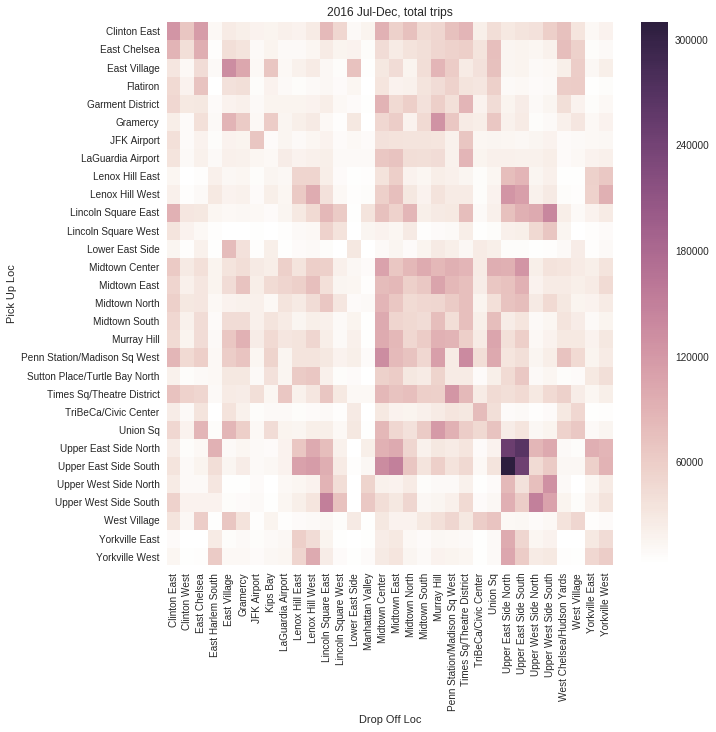 2016 Jul-Dec, total trips
Pick Up Loc
Clinton East
East Chelsea
East Village
Flatiron
Garment District
Gramercy
JFK Airport
LaGuardia Airport
Lenox Hill East
Lenox Hill West
Lincoln Square East
Lincoln Square West
Lower East Side
Midtown Center
Midtown East
Midtown North
Midtown South
Murray Hill
Penn Station/Madison Sq West
Sutton Place/Turtle Bay North
Times Sq/Theatre District
TriBeCa/Civic Center
Union Sq
Upper East Side North
Upper East Side South
Upper West Side North
Upper West Side South
West Village
Yorkville East
Yorkville West
300000
240000
180000
120000
60000
Clinton East
Clinton West
East Chelsea
East Harlem South
East Village
Gramercy
JFK Airport
Kips Bay
LaGuardia Airport
Lenox Hill East
Lenox Hill West
Lincoln Square East
Lincoln Square West
Lower East Side
Manhattan Valley
Midtown Center
Midtown East
Midtown North
Midtown South
Murray Hill
Penn Station/Madison Sq West
Times Sq/Theatre District
TriBeCa/Civic Center
Union Sq
Upper East Side North
Upper East Side South
Upper West Side North
Upper West Side South
West Chelsea/Hudson Yards
West Village
Yorkville East
Yorkville West
Drop Off Loc